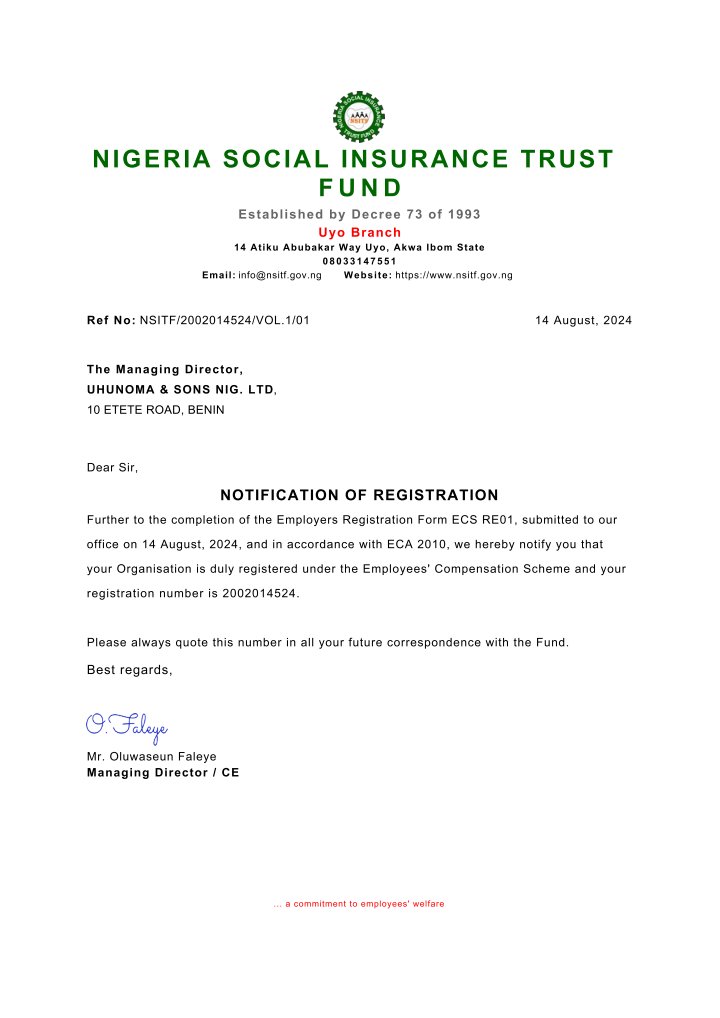 NIGERIA SOCIAL INSURANCE
NSITF
TRUST FUND
NIGERIA SOCIAL INSURANCE TRUST
FUND
Established by Decree 73 of 1993
Uyo Branch
14 Atiku Abubakar Way Uyo, Akwa Ibom State
08033147551
Email: info@nsitf.gov.ng Website: https://www.nsitf.gov.ng
Ref No: NSITF/2002014524/VOL.1/01 14 August, 2024
The Managing Director,
UHUNOMA & SONS NIG. LTD,
10 ETETE ROAD, BENIN
Dear Sir,
NOTIFICATION OF REGISTRATION
Further to the completion of the Employers Registration Form ECS RE01, submitted to our
office on 14 August, 2024, and in accordance with ECA 2010, we hereby notify you that
your Organisation is duly registered under the Employees' Compensation Scheme and your
registration number is 2002014524.
Please always quote this number in all your future correspondence with the Fund.
Best regards,
O. Faleye
Mr. Oluwaseun Faleye
Managing Director / CE
... a commitment to employees' welfare